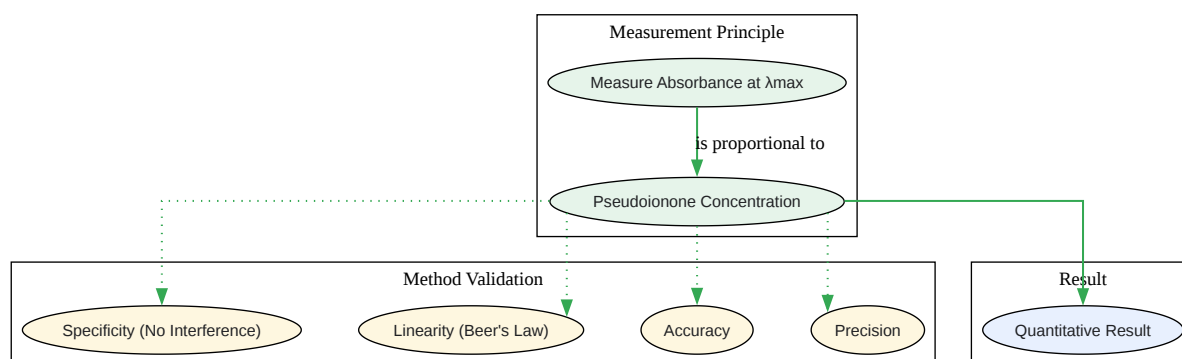 Measurement Principle
Measure Absorbance at λmax
is proportional to
Pseudoionone Concentration
Method Validation
Result
Specificity (No Interference)
Linearity (Beer's Law)
Accuracy
Precision
Quantitative Result